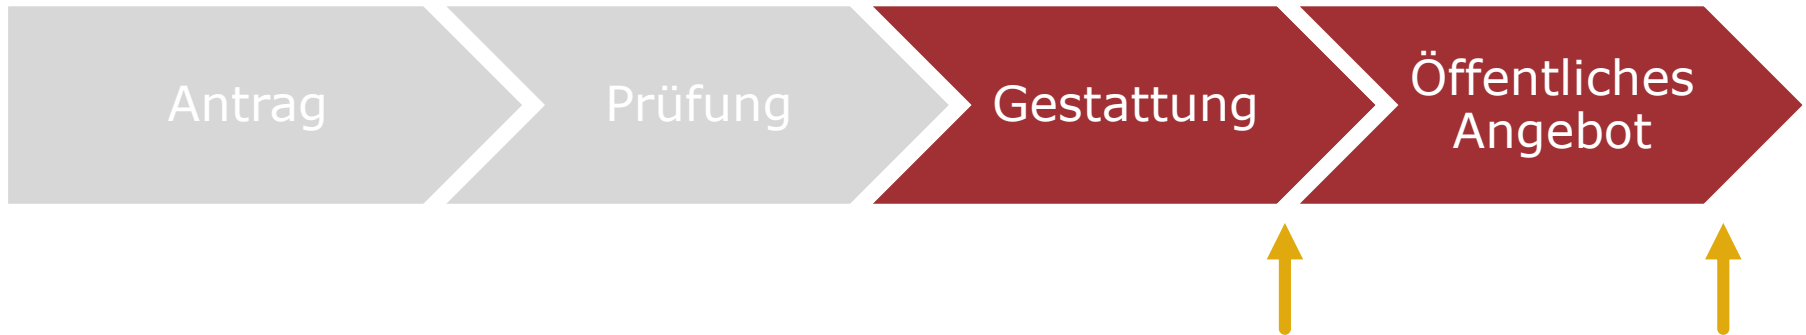 Antrag
Prüfung
Gestattung
Öffentliches
Angebot